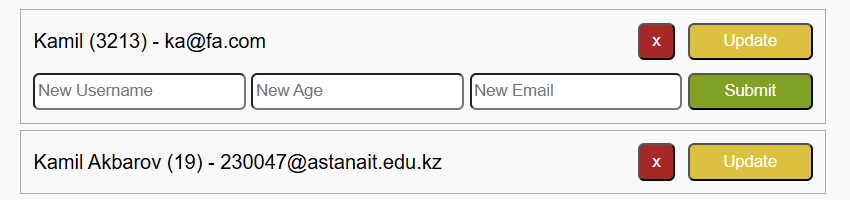 Kamil (3213) - ka@fa.com x Update
New Username New Age New Email Submit
Kamil Akbarov (19) - 230047@astanait.edu.kz x Update